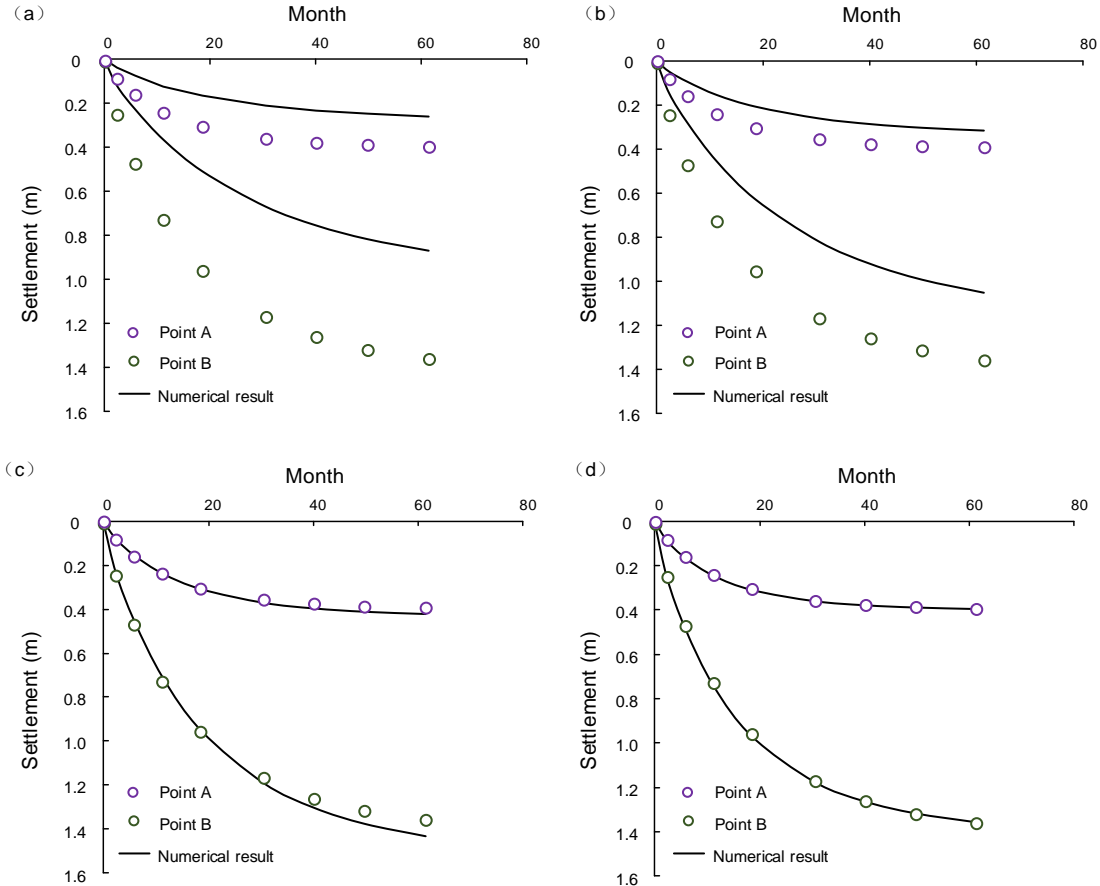 （a）
Month
0 20 40 60 80
0
0.2
0.4
0.6
0.8
1.0
1.2
1.4
1.6
Settlement (m)
Point A
Point B
Numerical result
（b）
Month
0 20 40 60 80
0
0.2
0.4
0.6
0.8
1.0
1.2
1.4
1.6
Settlement (m)
Point A
Point B
Numerical result
（c）
Month
0 20 40 60 80
0
0.2
0.4
0.6
0.8
1.0
1.2
1.4
1.6
Settlement (m)
Point A
Point B
Numerical result
（d）
Month
0 20 40 60 80
0
0.2
0.4
0.6
0.8
1.0
1.2
1.4
1.6
Settlement (m)
Point A
Point B
Numerical result